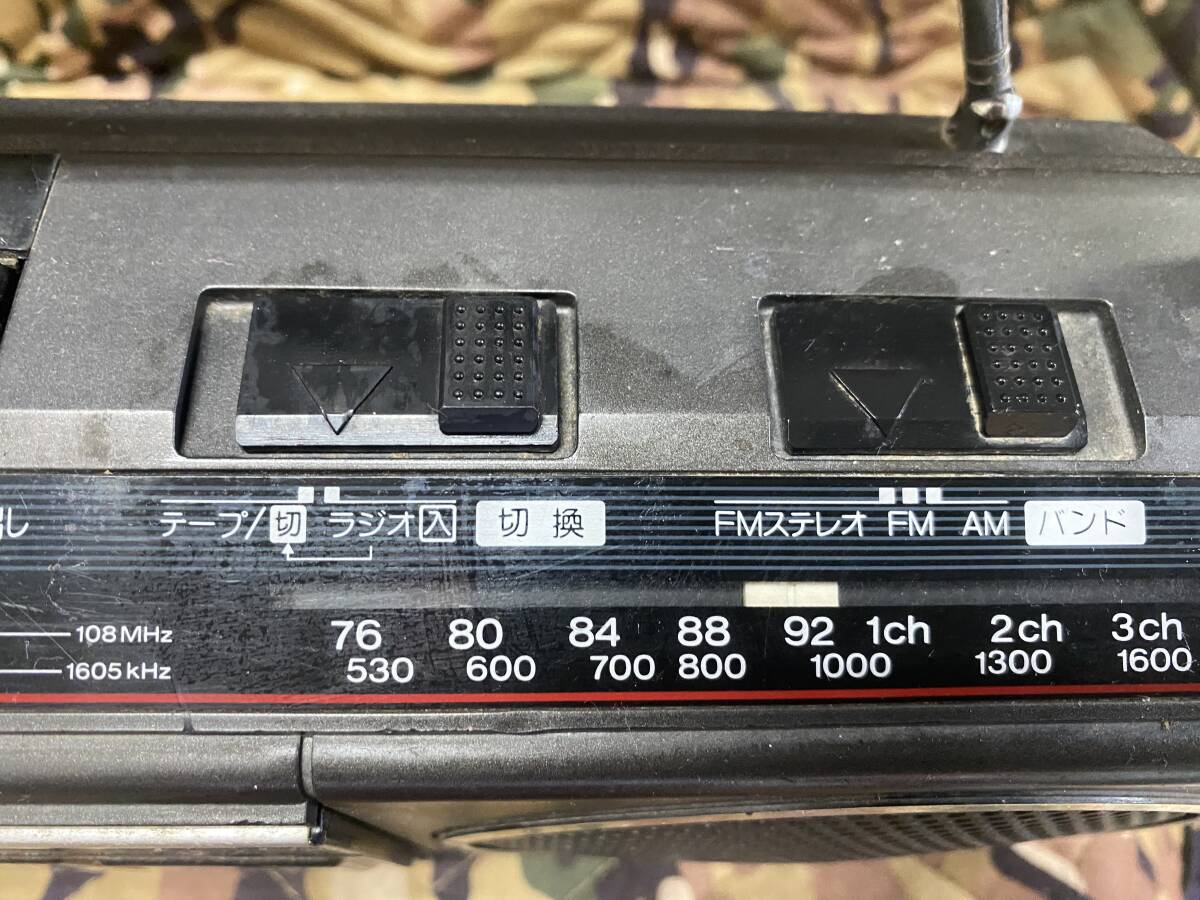 し テープ/切 ラジオ入 切換 FMステレオ FM AM バンド
108MHz 76 80 84 88 92 1ch 2ch 3ch
1605kHz 530 600 700 800 1000 1300 1600